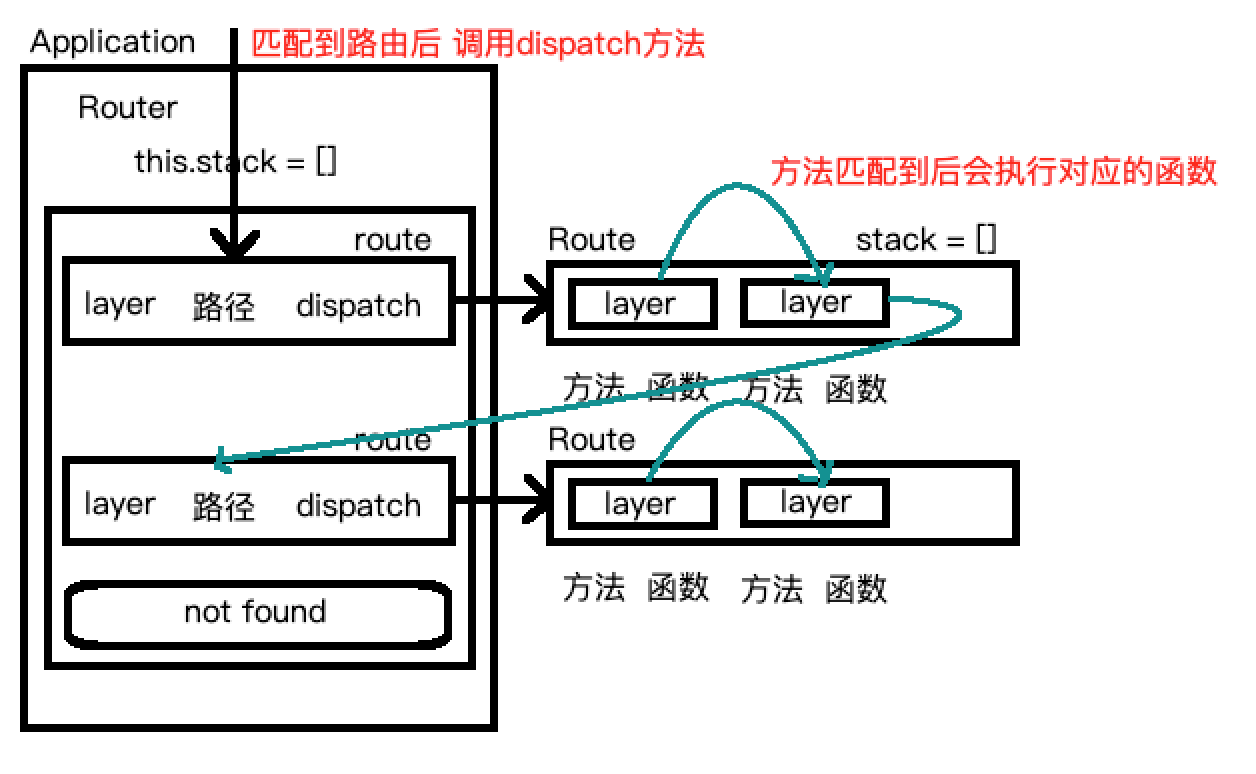 Application
匹配到路由后 调用dispatch方法
Router
this.stack = []
方法匹配到后会执行对应的函数
route
Route
stack = []
layer 路径 dispatch
layer
layer
方法 函数 方法 函数
route
Route
layer 路径 dispatch
layer
layer
方法 函数 方法 函数
not found